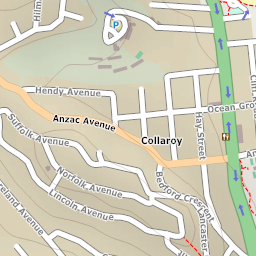 P
Hendy Avenue
Ocean Gro
Anzac Avenue
Collaroy
Suffolk Avenue
Hay Street
Norfolk Avenue
Lincoln Avenue
Bedford Crescent
Lancaster